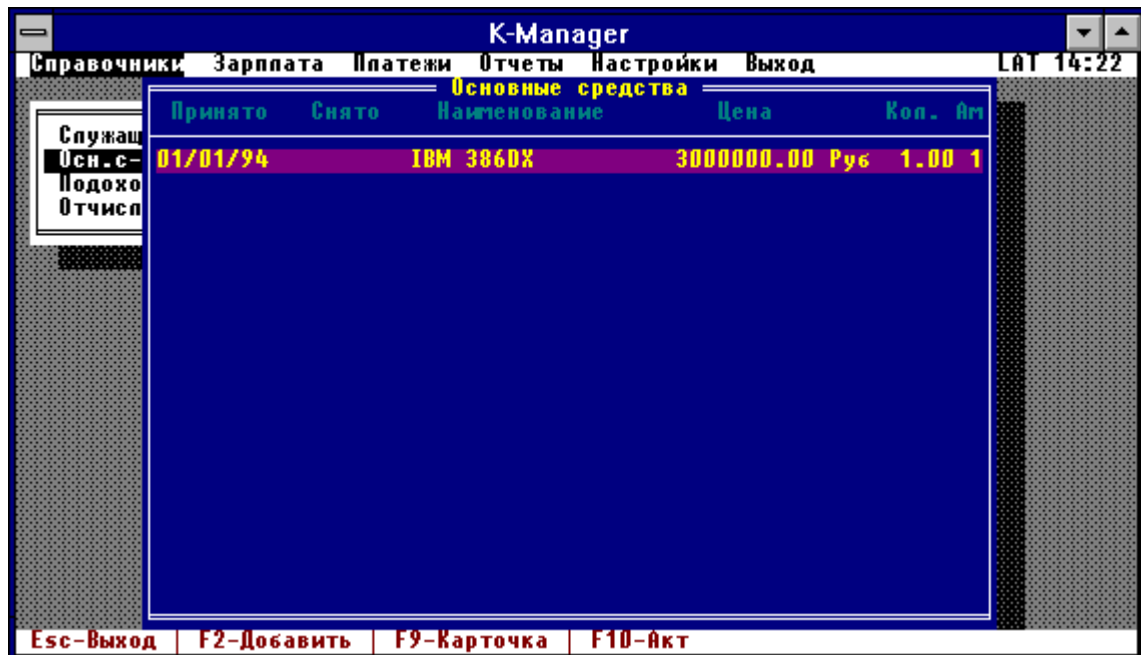 K-Manager
Справочники Зарплата Платежи Отчеты Настройки Выход LAT 14:22
Основные средства
Принято Снято Наименование Цена Кол. Ам
Служащ
Осн.с-
Подохо
Отчисл
01/01/94 IBM 386DX 3000000.00 Руб 1.00 1
Esc-Выход F2-Добавить F9-Карточка F10-Акт